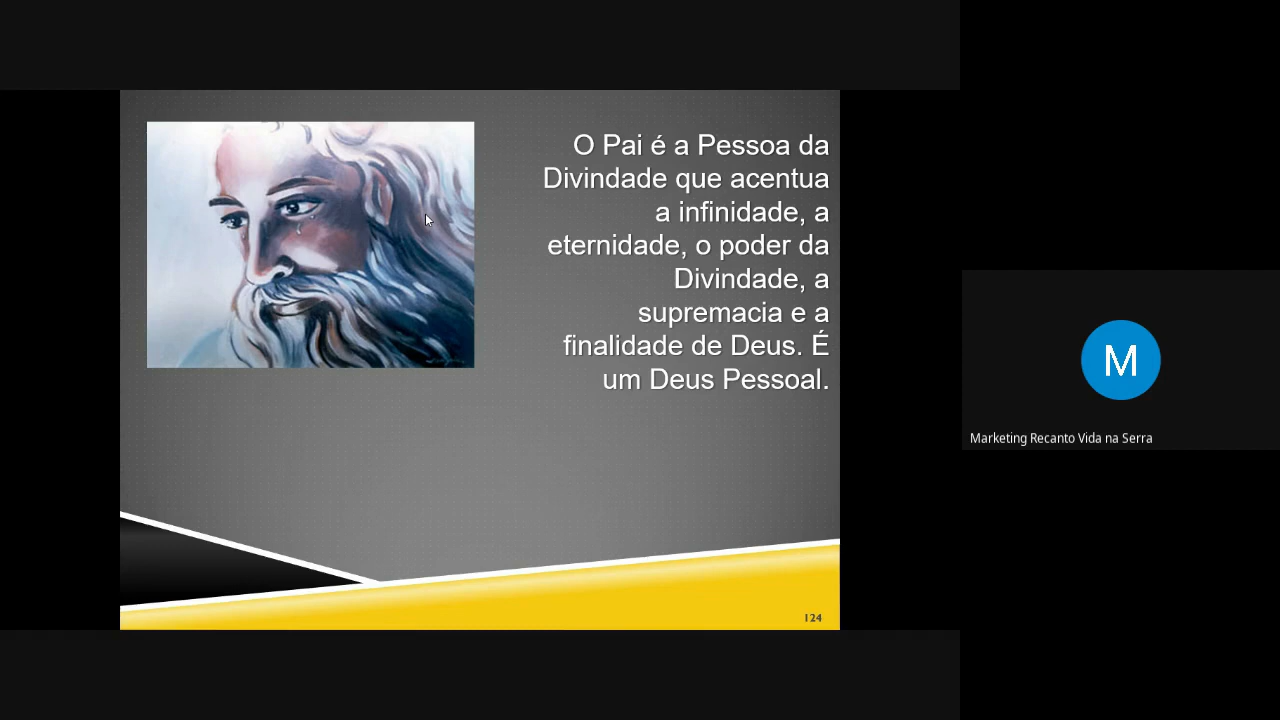 O Pai é a Pessoa da
Divindade que acentua
a infinidade, a
eternidade, o poder da
Divindade, a
supremacia e a
finalidade de Deus. É
um Deus Pessoal.
124
M
Marketing Recanto Vida na Serra